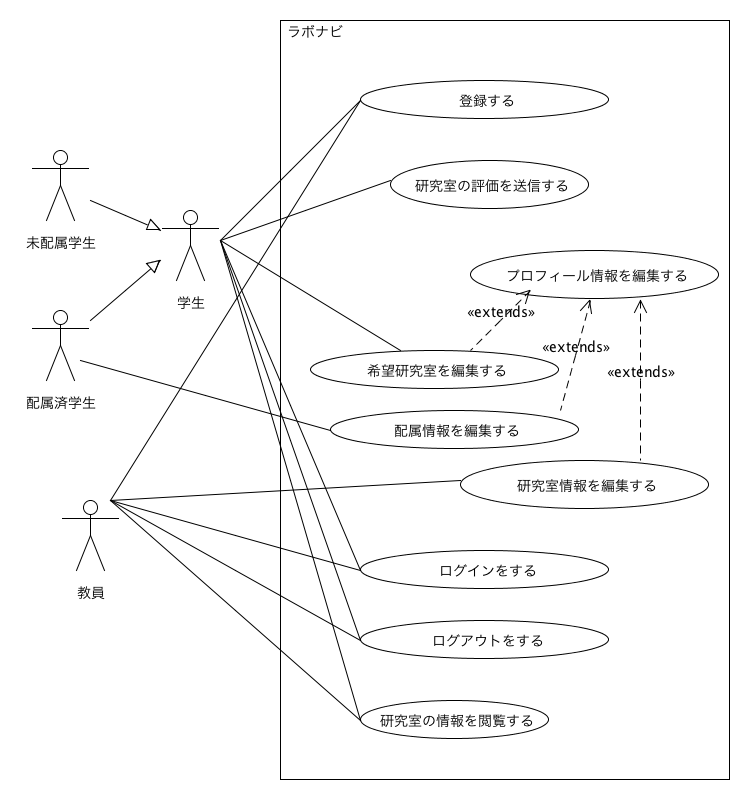 ラボナビ
登録する
研究室の評価を送信する
未配属学生
プロフィール情報を編集する
学生
<<extends>>
<<extends>>
<<extends>>
希望研究室を編集する
配属済学生
配属情報を編集する
研究室情報を編集する
ログインをする
教員
ログアウトをする
研究室の情報を閲覧する